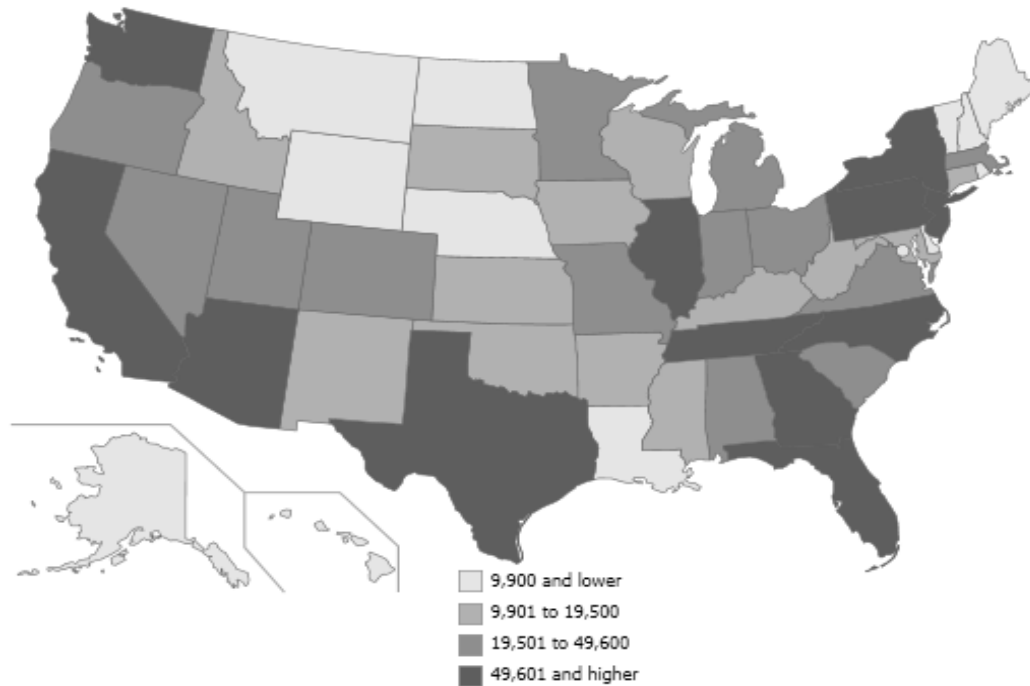 9,900 and lower
9,901 to 19,500
19,501 to 49,600
49,601 and higher